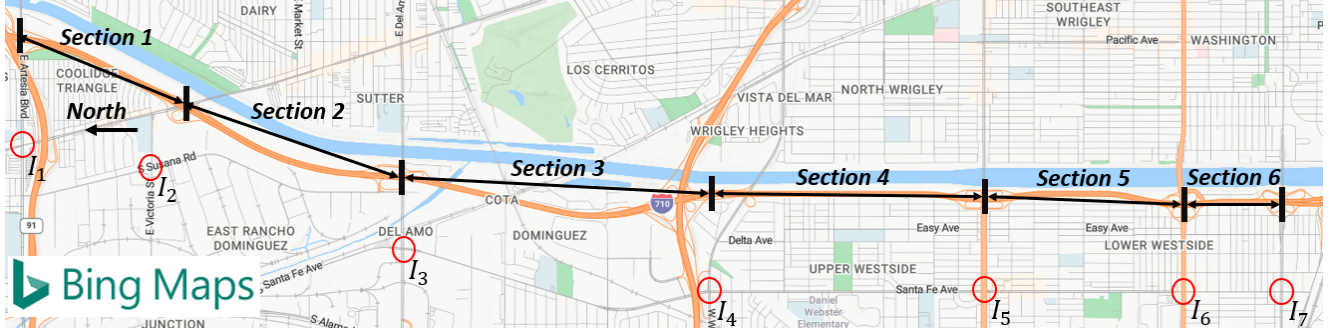 DAIRY
E Market St
E Del Am
SOUTHEAST
WRIGLEY
Section 1
Pacific Ave
WASHINGTON
E Artesia Blvd
COOLIDGE
TRIANGLE
LOS CERRITOS
North
Section 2
SUTTER
VISTA DEL MAR
NORTH WRIGLEY
WRIGLEY HEIGHTS
I1
S Susana Rd
I2
E Victoria S
Section 3
Section 4
Section 5
Section 6
COTA
710
91
EAST RANCHO
DOMINGUEZ
DEL AMO
DOMINGUEZ
Delta Ave
Easy Ave
Easy Ave
LOWER WESTSIDE
I3
S Santa Fe Ave
UPPER WESTSIDE
Bing Maps
Santa Fe Ave
Daniel
Webster
Elementary
I4
I5
I6
I7
JUNCTION
S Alam